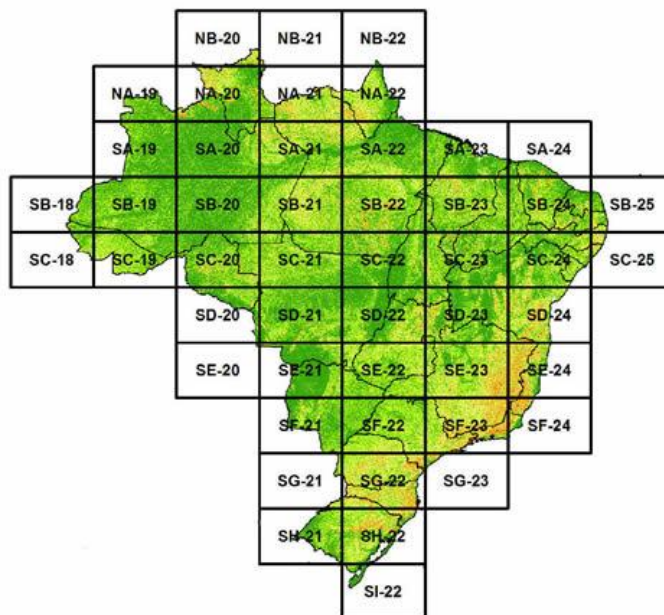 NB-20 NB-21 NB-22
NA-19 NA-20 NA-21 NA-22
SA-19 SA-20 SA-21 SA-22 SA-23 SA-24
SB-18 SB-19 SB-20 SB-21 SB-22 SB-23 SB-24 SB-25
SC-18 SC-19 SC-20 SC-21 SC-22 SC-23 SC-24 SC-25
SD-20 SD-21 SD-22 SD-23 SD-24
SE-20 SE-21 SE-22 SE-23 SE-24
SF-21 SF-22 SF-23 SF-24
SG-21 SG-22 SG-23
SH-21 SH-22
SI-22